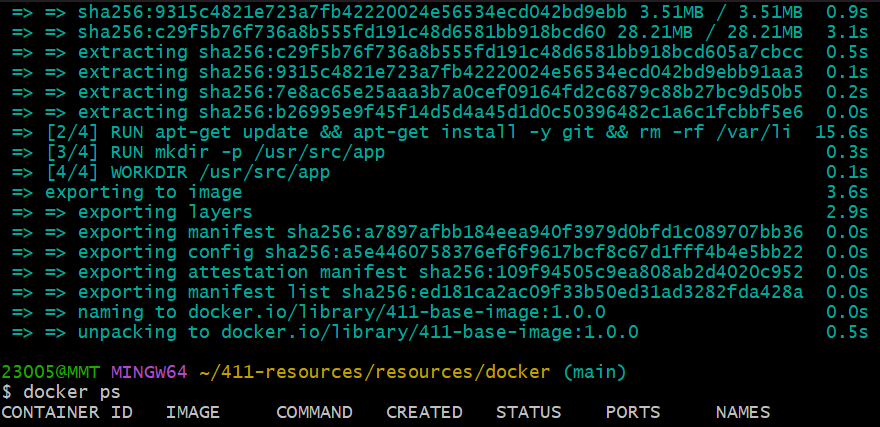 => => sha256:9315c4821e723a7fb42220024e56534ecd042bd9ebb 3.51MB / 3.51MB 0.9s
=> => sha256:c29f5b76f736a8b555fd191c48d6581bb918bcd60 28.21MB / 28.21MB 3.1s
=> => extracting sha256:c29f5b76f736a8b555fd191c48d6581bb918bcd605a7cbcc 0.5s
=> => extracting sha256:9315c4821e723a7fb42220024e56534ecd042bd9ebb91aa3 0.1s
=> => extracting sha256:7e8ac65e25aaa3b7a0cef09164fd2c6879c88b27bc9d50b5 0.2s
=> => extracting sha256:b26995e9f45f14d5d4a45d1d0c50396482c1a6c1fcbbf5e6 0.0s
=> [2/4] RUN apt-get update && apt-get install -y git && rm -rf /var/li 15.6s
=> [3/4] RUN mkdir -p /usr/src/app 0.3s
=> [4/4] WORKDIR /usr/src/app 0.1s
=> exporting to image 3.6s
=> => exporting layers 2.9s
=> => exporting manifest sha256:a7897afbb184eea940f3979d0bfd1c089707bb36 0.0s
=> => exporting config sha256:a5e4460758376ef6f9617bcf8c67d1fff4b4e5bb22 0.0s
=> => exporting attestation manifest sha256:109f94505c9ea808ab2d4020c952 0.0s
=> => exporting manifest list sha256:ed181ca2ac09f33b50ed31ad3282fda428a 0.0s
=> => naming to docker.io/library/411-base-image:1.0.0 0.0s
=> => unpacking to docker.io/library/411-base-image:1.0.0 0.5s
23005@MMT MINGW64 ~/411-resources/resources/docker (main)
$ docker ps
CONTAINER ID IMAGE COMMAND CREATED STATUS PORTS NAMES